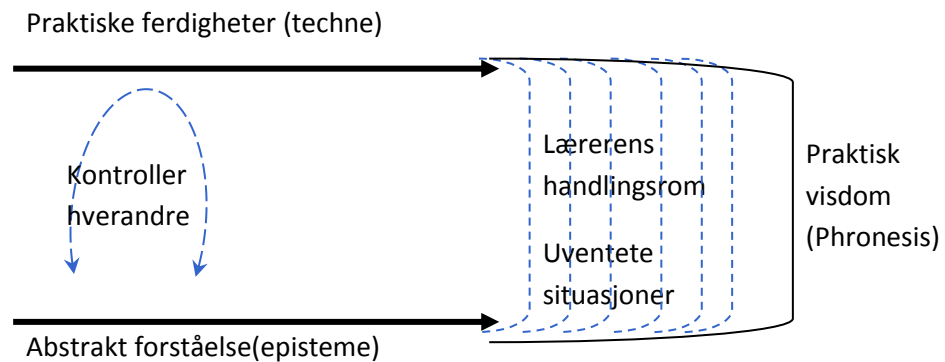 Praktiske ferdigheter (techne)
Kontroller
hverandre
Lærerens
handlingsrom
Uventete
situasjoner
Praktisk
visdom
(Phronesis)
Abstrakt forståelse(episteme)